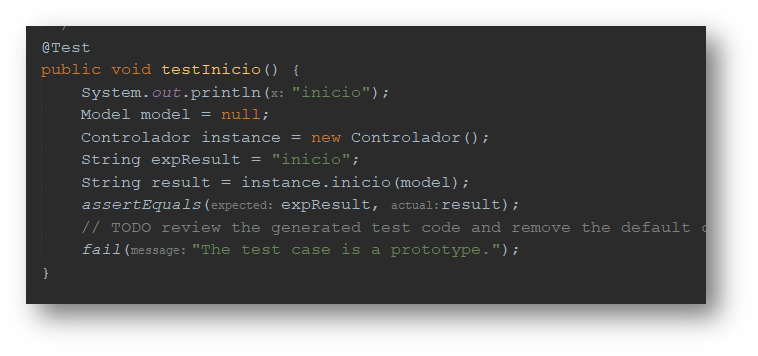 @Test
public void testInicio() {
System.out.println(x: "inicio");
Model model = null;
Controlador instance = new Controlador();
String expResult = "inicio";
String result = instance.inicio(model);
assertEquals(expected: expResult, actual: result);
// TODO review the generated test code and remove the default
fail(message: "The test case is a prototype.");
}